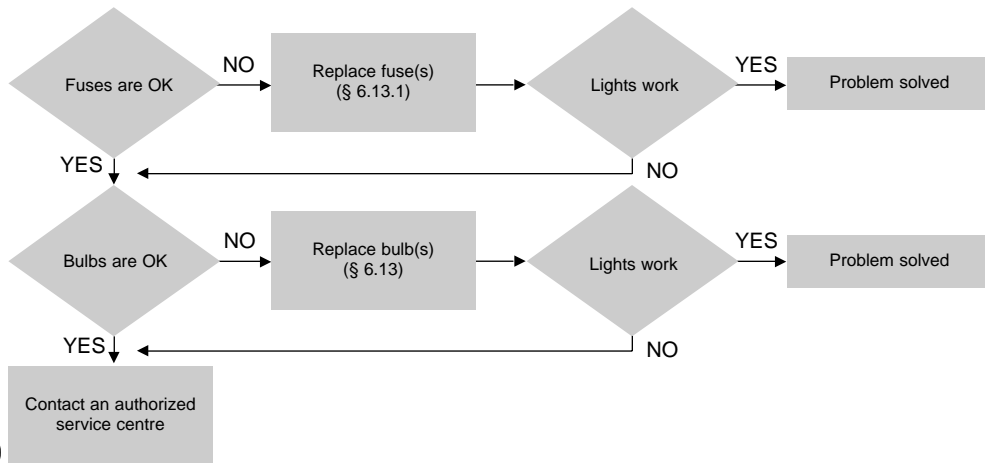 Fuses are OK
NO
Replace fuse(s)
(§ 6.13.1)
Lights work
YES
Problem solved
YES
NO
Bulbs are OK
NO
Replace bulb(s)
(§ 6.13)
Lights work
YES
Problem solved
YES
NO
Contact an authorized
service centre
)